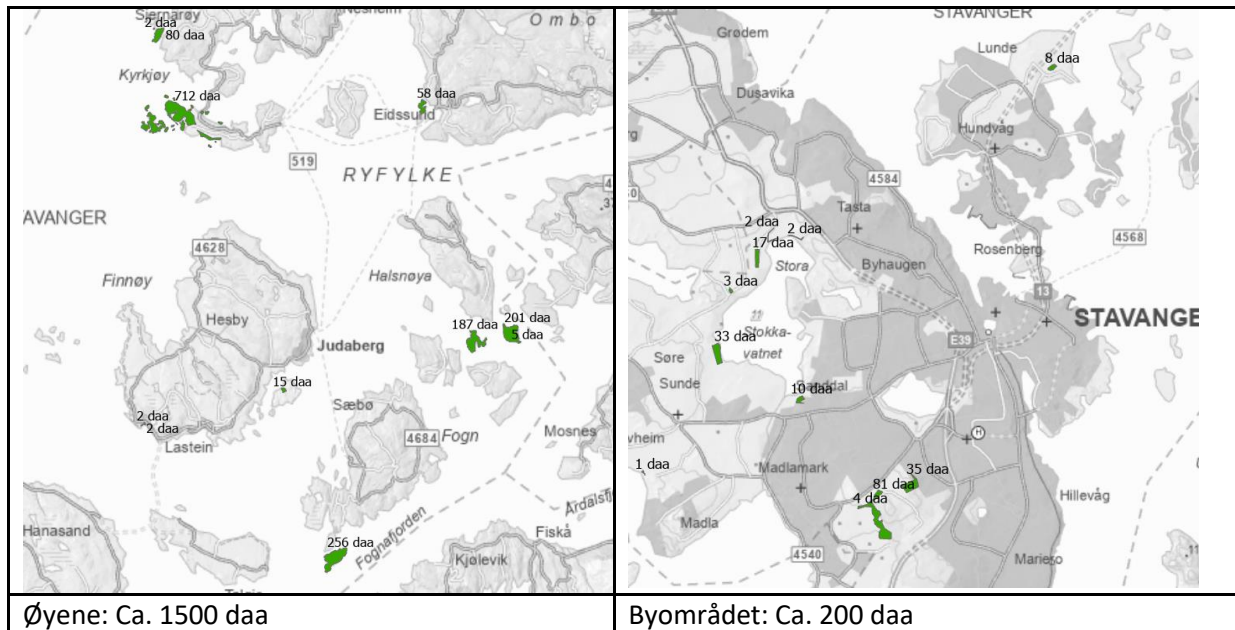 Sjernarøy
Nesheim
Ombo
2 daa
80 daa
Kyrkjøy
712 daa
58 daa
Eidssund
519
RYFYLKE
AVANGER
4628
Finnøy
Halsnøya
Hesby
187 daa
201 daa
5 daa
Judaberg
15 daa
Sæbø
2 daa
2 daa
Lastein
4684
Fogn
Mosnes
Hanasand
256 daa
Fognafjorden
Fiskå
Kjølevik
Øyene: Ca. 1500 daa
STAVANGER
Grødem
Lunde
8 daa
Dusavika
Hundvåg
4584
Tasta
2 daa
2 daa
17 daa
Rosenberg
4568
Stora
Byhaugen
3 daa
13
11
Stokka-
vatnet
STAVANGE
E39
33 daa
Søre
Sunde
10 daa
1 daa
Madlamark
35 daa
81 daa
4 daa
Hillevåg
Madla
4540
Byområdet: Ca. 200 daa